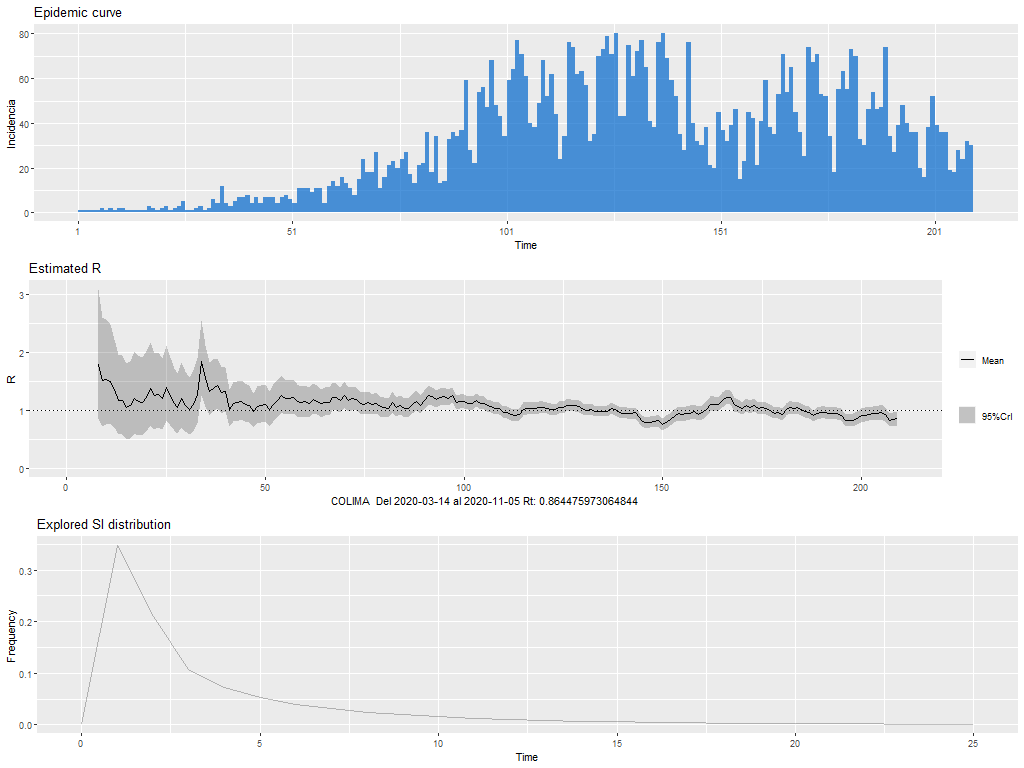 Epidemic curve
80
60
40
20
0
Incidencia
1
51
101
151
201
Time
Estimated R
3
2
1
0
R
0
50
100
150
200
Mean
95%CrI
COLIMA Del 2020-03-14 al 2020-11-05 Rt: 0.864475973064844
Explored SI distribution
0.3
0.2
0.1
0.0
Frequency
0
5
10
15
20
25
Time